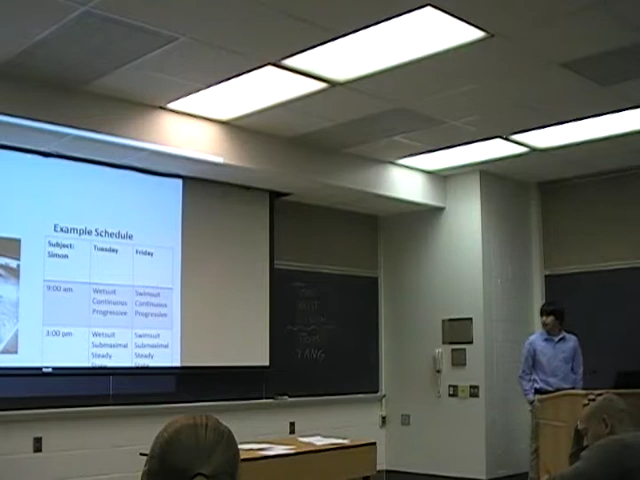 Example Schedule
Subject: Simon
Tuesday
Friday
9:00 am
Wetsuit Continuous Progressive
Swimsuit Continuous Progressive
3:00 pm
Wetsuit Submaximal Steady
Swimsuit Submaximal Steady
TANG